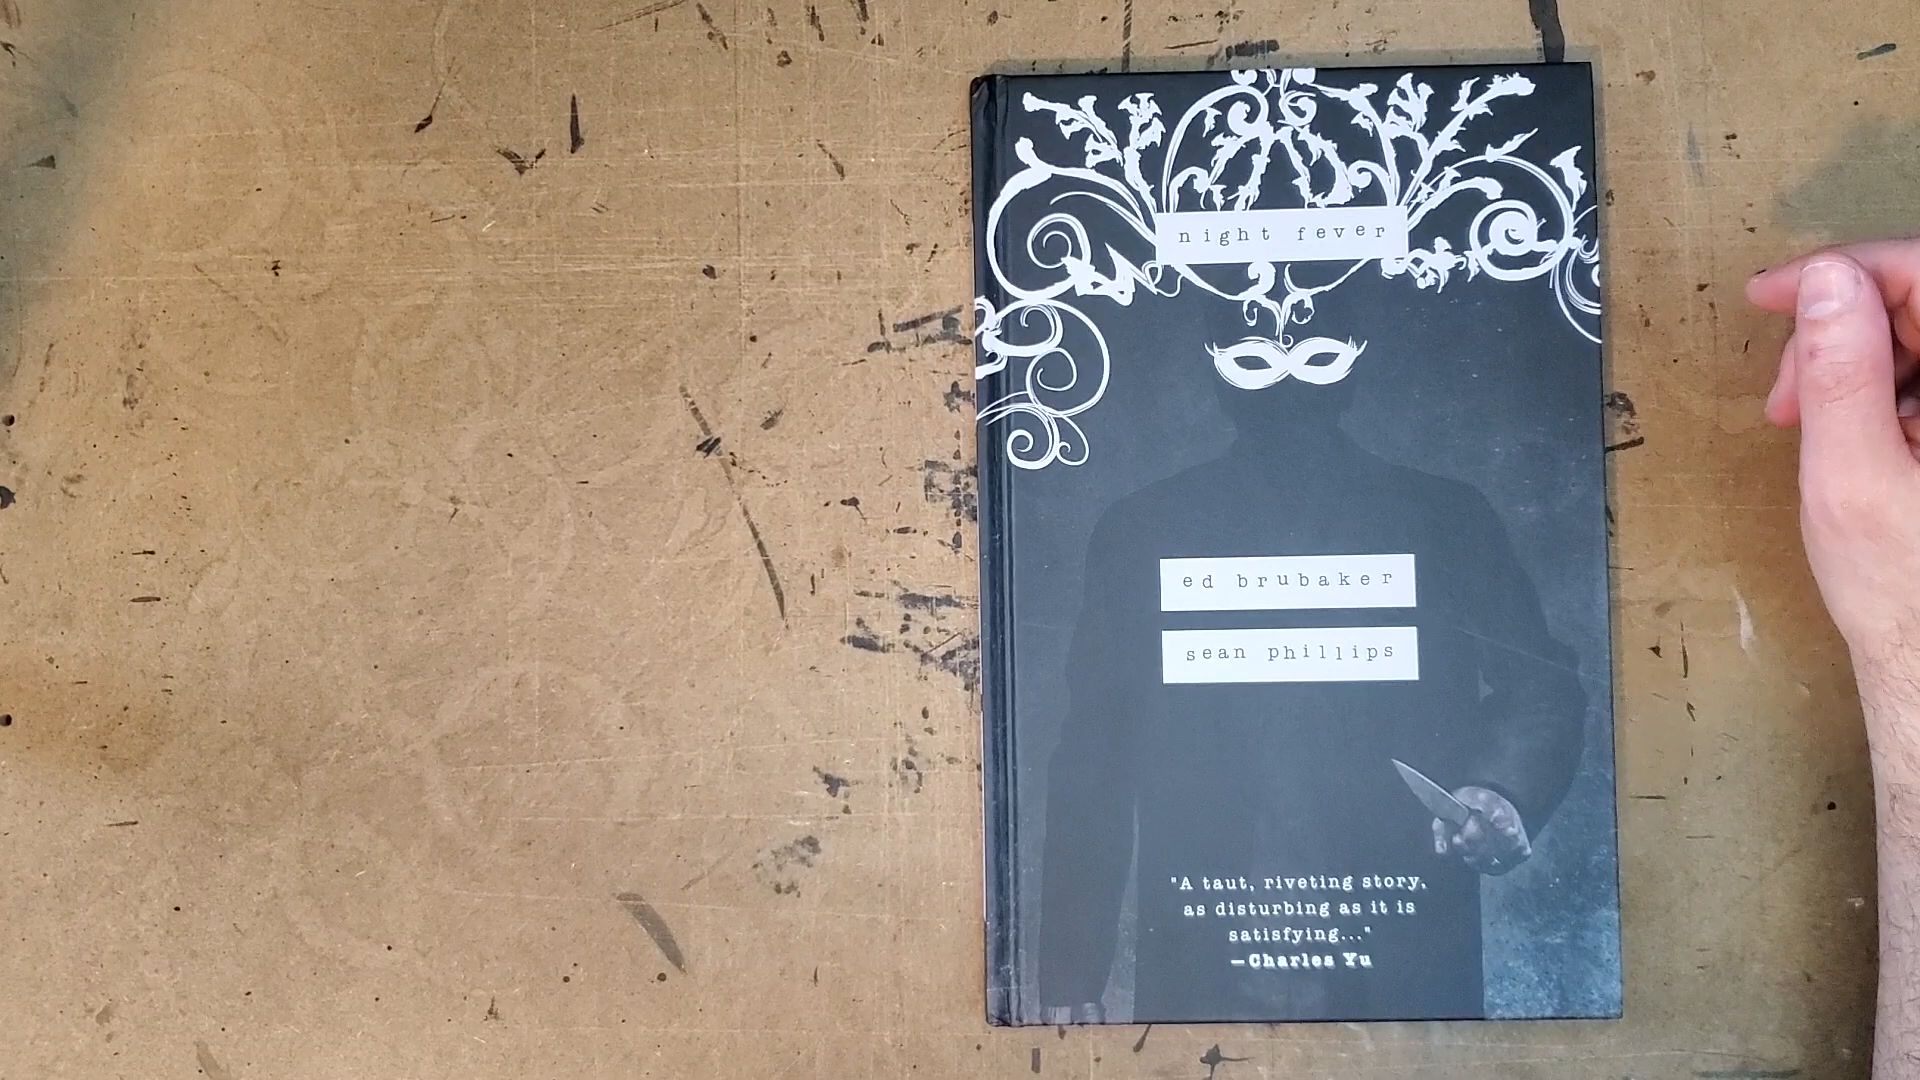 night fever
ed brubaker
sean phillips
"A taut, riveting story,
as disturbing as it is
satisfying..."
—Charles Yu